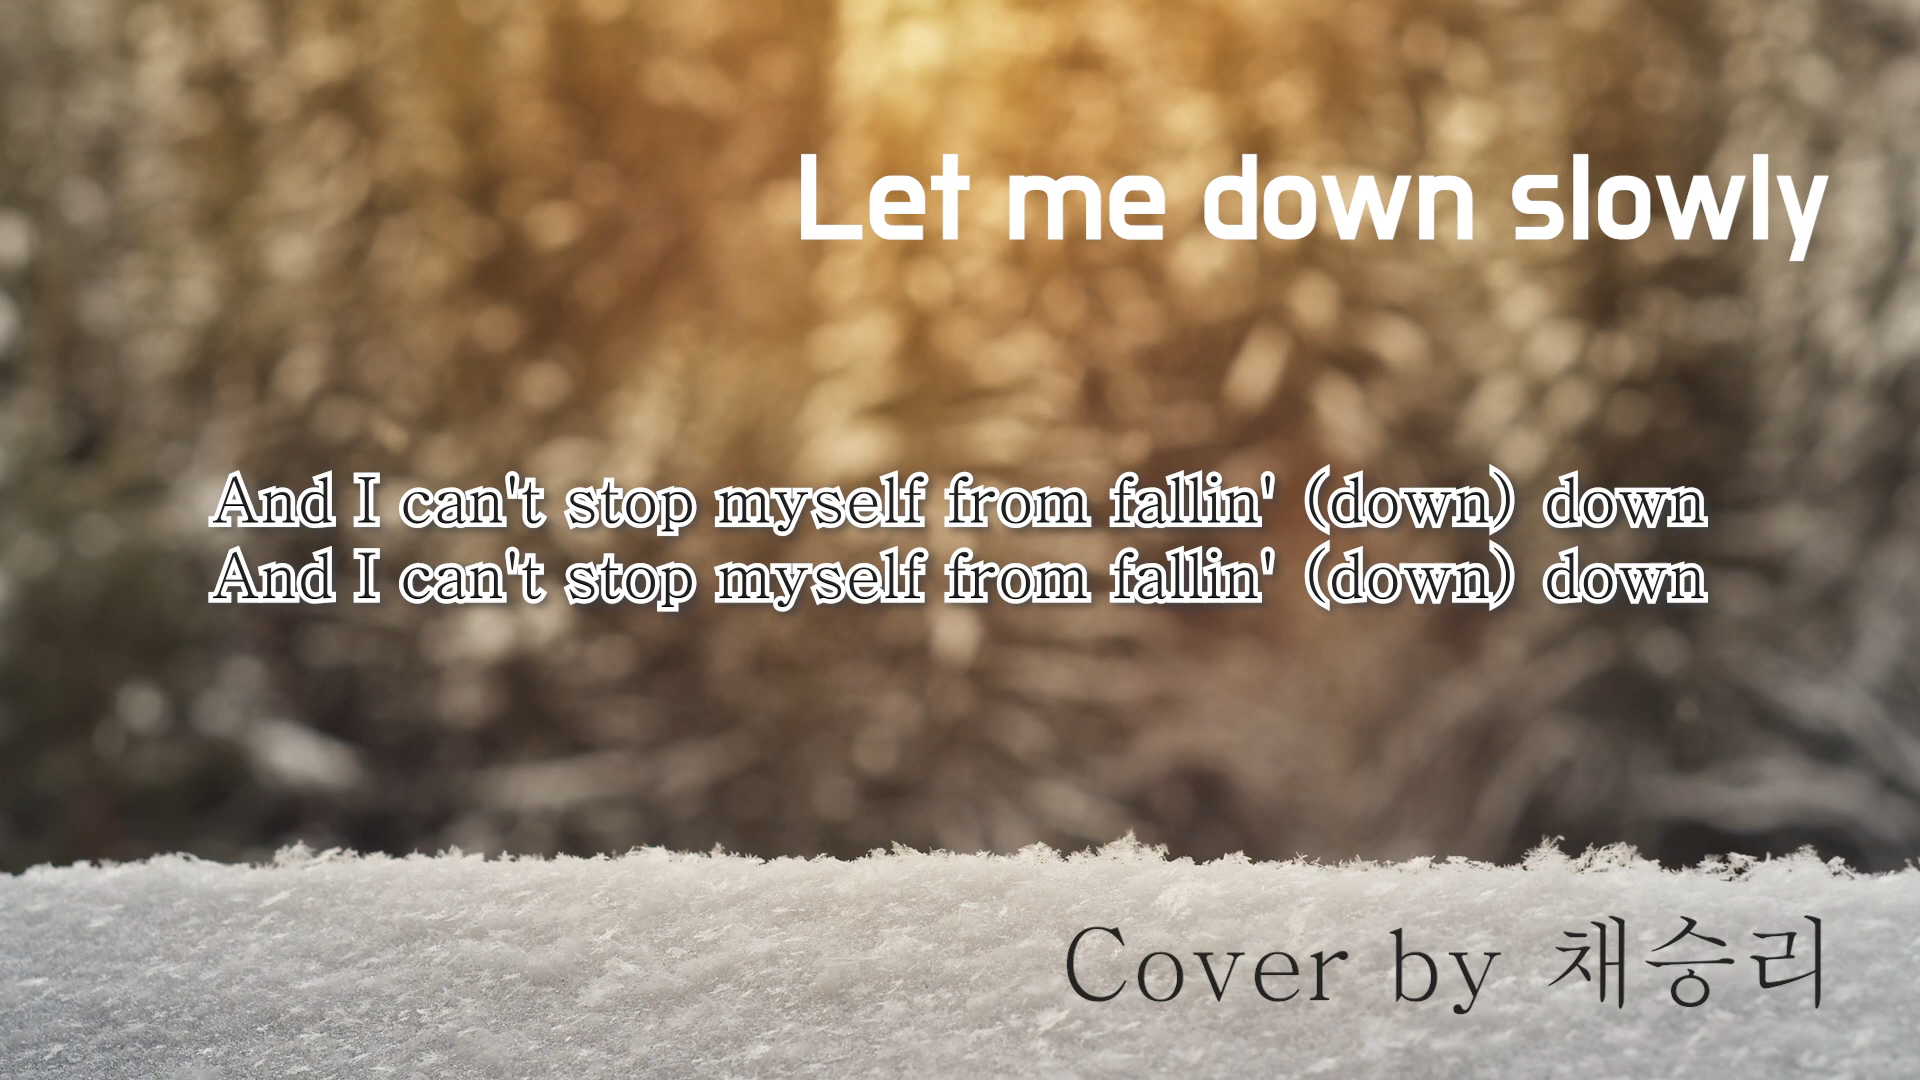 Let me down slowly
And I can't stop myself from fallin' (down) down
And I can't stop myself from fallin' (down) down
Cover by 채승리